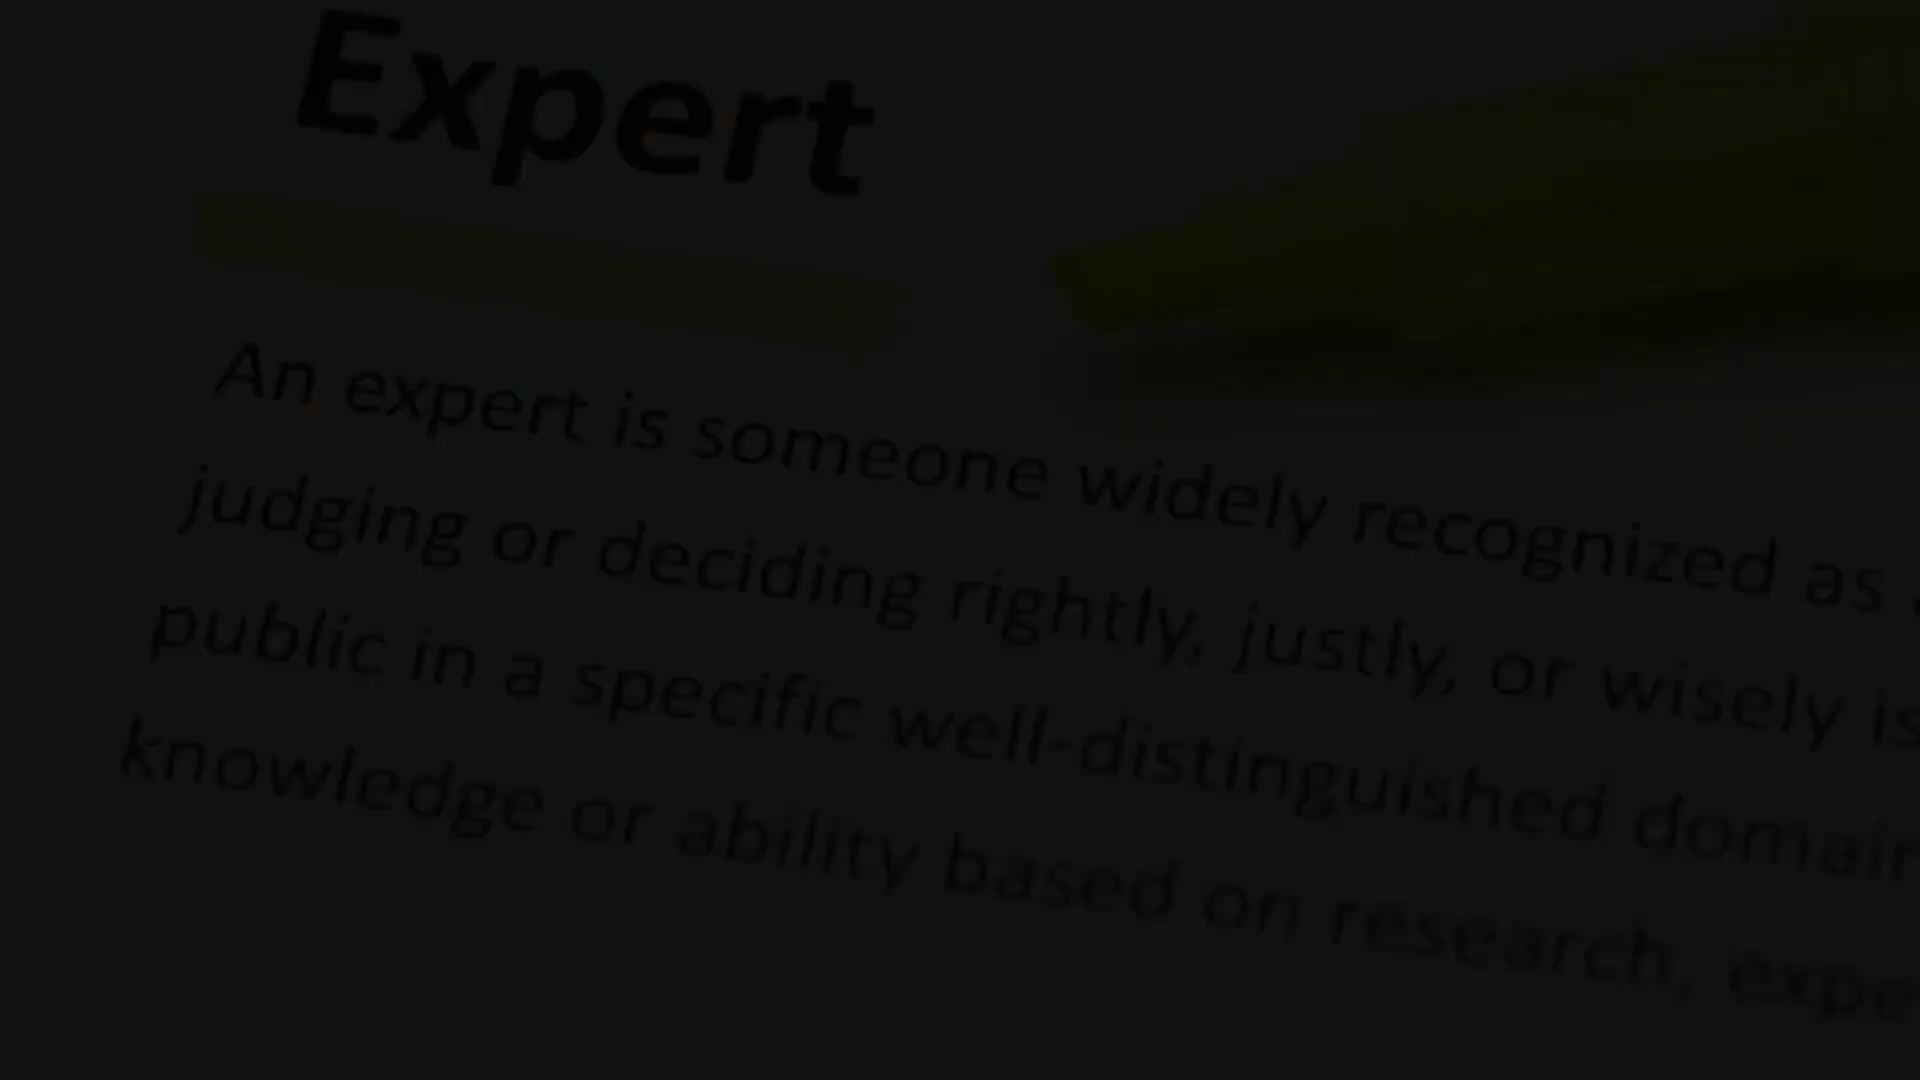 Expert
An expert is someone widely recognized as
judging or deciding rightly, justly, or wisely is
public in a specific well-distinguished domain
knowledge or ability based on research, expe